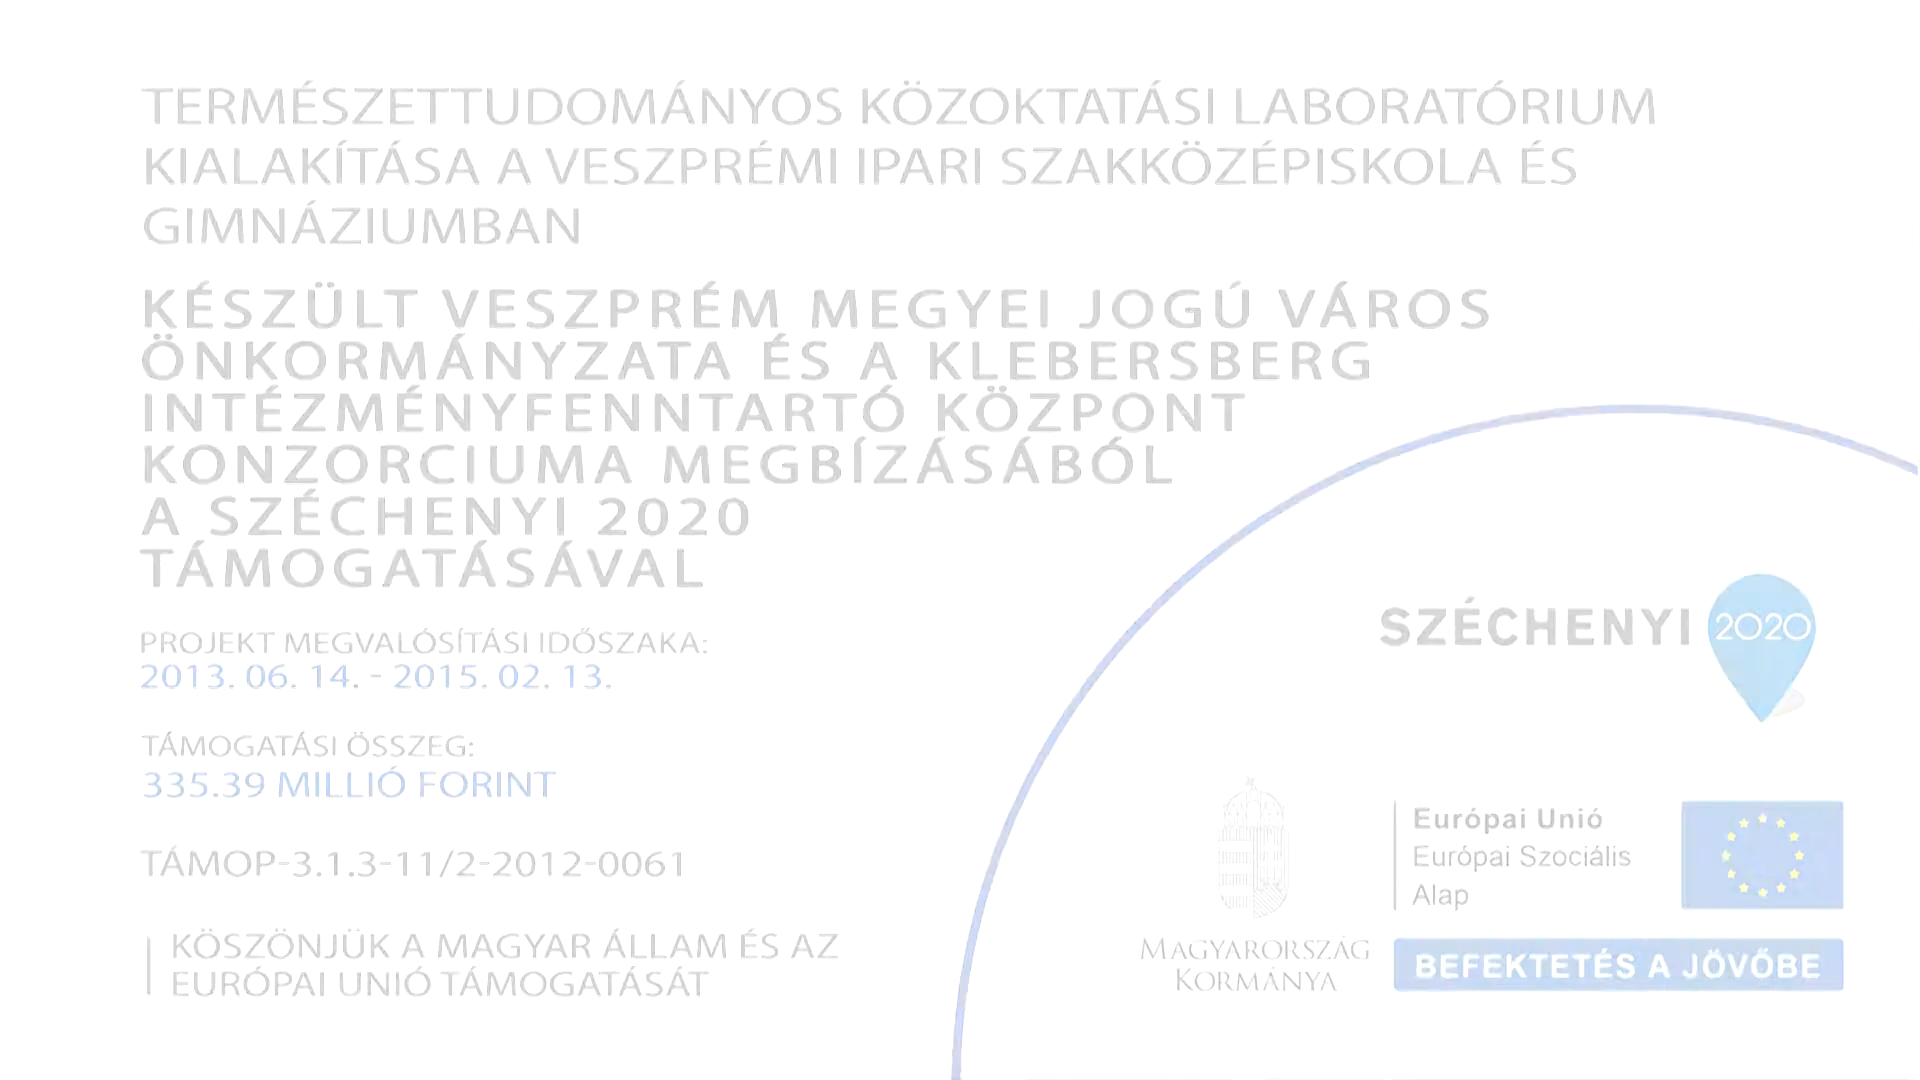 TERMÉSZETTUDOMÁNYOS KÖZOKTATÁSI LABORATÓRIUM
KIALAKÍTÁSA A VESZPRÉMI IPARI SZAKKÖZÉPISKOLA ÉS
GIMNÁZIUMBAN
KÉSZÜLT VESZPRÉM MEGYEI JOGÚ VÁROS
ÖNKORMÁNYZATA ÉS A KLEBERSBERG
INTÉZMÉNYFENNTARTÓ KÖZPONT
KONZORCIUMA MEGBÍZÁSÁBÓL
A SZÉCHENYI 2020
TÁMOGATÁSÁVAL
PROJEKT MEGVALÓSÍTÁSI IDŐSZAKA:
2013. 06. 14. - 2015. 02. 13.
TÁMOGATÁSI ÖSSZEG:
335.39 MILLIÓ FORINT
TÁMOP-3.1.3-11/2-2012-0061
KÖSZÖNJÜK A MAGYAR ÁLLAM ÉS AZ
EURÓPAI UNIÓ TÁMOGATÁSÁT
SZÉCHENYI 2020
MAGYARORSZÁG
KORMÁNYA
Európai Unió
Európai Szociális
Alap
BEFEKTETÉS A JÖVŐBE